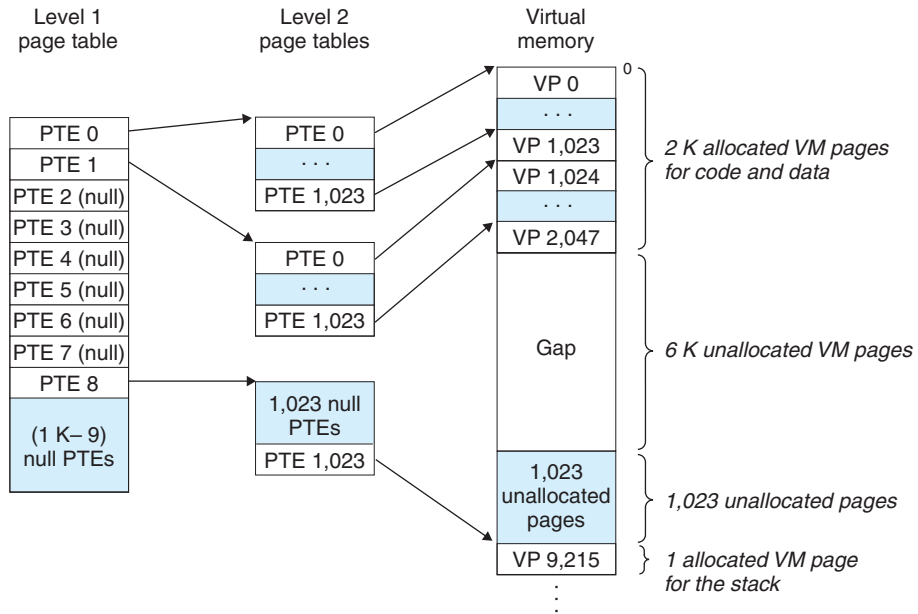 Level 1
page table
Level 2
page tables
Virtual
memory
PTE 0
PTE 1
PTE 2 (null)
PTE 3 (null)
PTE 4 (null)
PTE 5 (null)
PTE 6 (null)
PTE 7 (null)
PTE 8
(1 K– 9)
null PTEs
PTE 0
. . .
PTE 1,023
PTE 0
. . .
PTE 1,023
1,023 null
PTEs
PTE 1,023
0
VP 0
. . .
VP 1,023
VP 1,024
. . .
VP 2,047
Gap
1,023
unallocated
pages
VP 9,215
. . .
2 K allocated VM pages
for code and data
6 K unallocated VM pages
1,023 unallocated pages
1 allocated VM page
for the stack